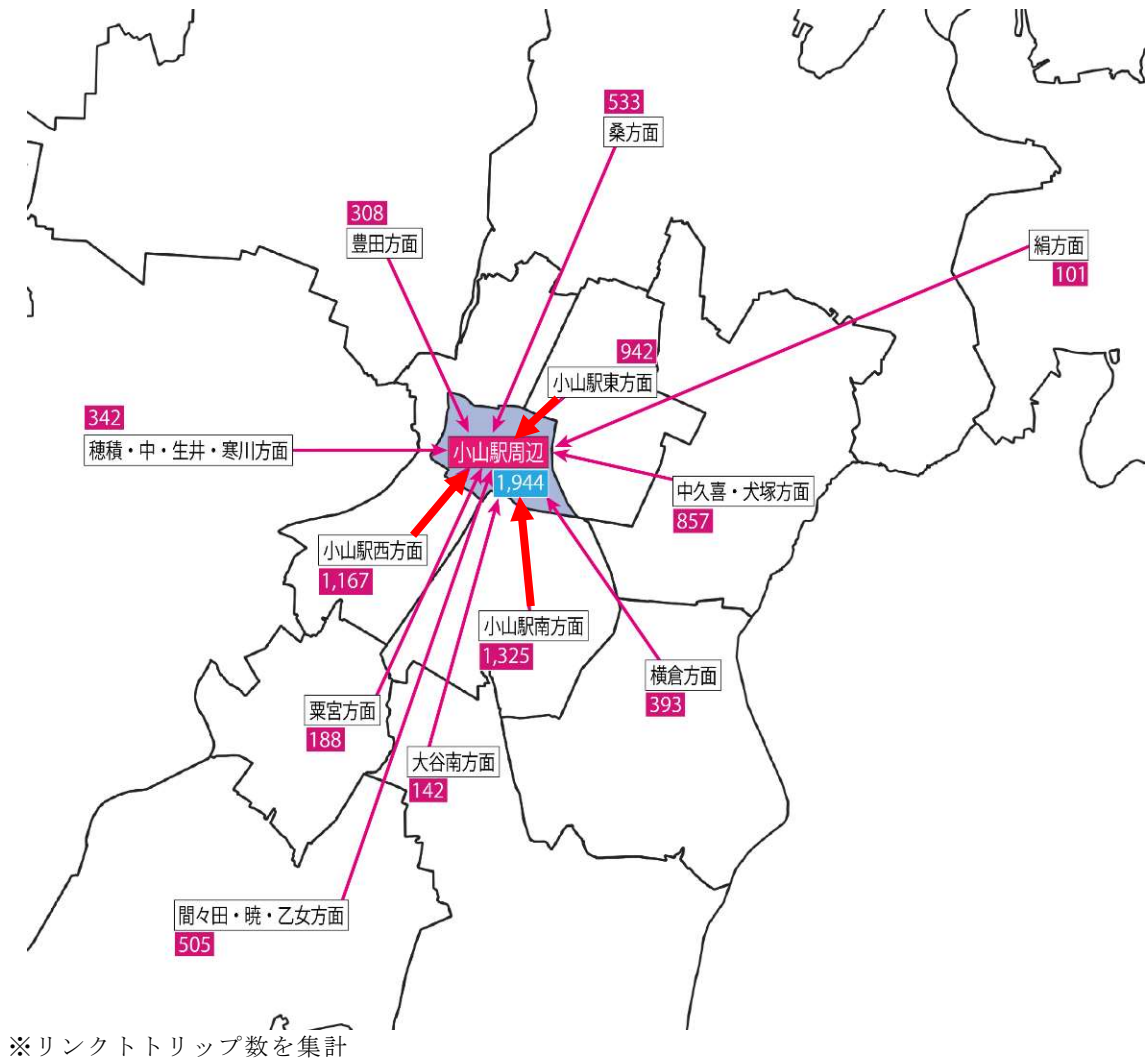 533
桑方面
308
豊田方面
絹方面
101
942
小山駅東方面
342
穂積・中・生井・寒川方面
小山駅周辺
1,944
中久喜・犬塚方面
857
小山駅西方面
1,167
小山駅南方面
1,325
横倉方面
393
粟宮方面
188
大谷南方面
142
間々田・暁・乙女方面
505
※リンクトトリップ数を集計